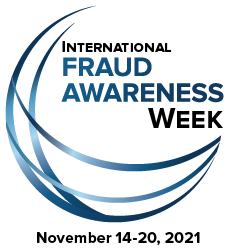 INTERNATIONAL
FRAUD
AWARENESS
WEEK
November 14-20, 2021